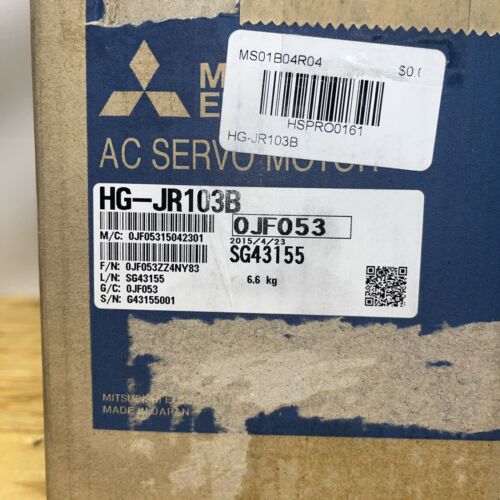 MS01B04R04
$0.
HSPRO0161
HG-JR103B
AC SERVO MOTOR
HG-JR103B
0JF053
M/C: 0JF05315042301
2015/4/23
SG43155
F/N: 0JF053ZZ4NY83
L/N: SG43155
6.6 kg
G/C: 0JF053
S/N: G43155001
MITSUBISHI
MADE IN JAPAN